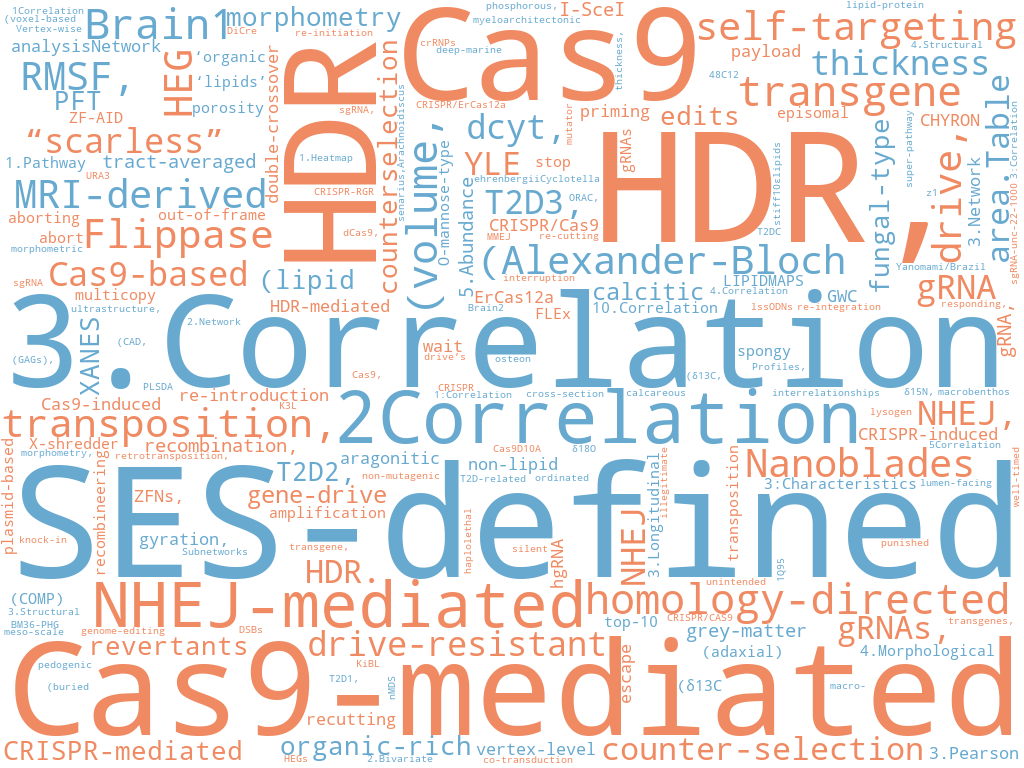 1Correlation
phosphorous,
I-SceI
lipid-protein
(voxel-based
Brain1
morphometry
Cas9
myeloarchitectonic
self-targeting
Vertex-wise
DiCre
re-initiation
analysisNetwork
HEG
‘organic
crRNPs
deep-marine
thickness,
payload
4.Structural
RMSF,
‘lipids’
HDR
counterselection
48C12
thickness
PFT
porosity
sgRNA,
CRISPR/ErCas12a
priming
transgene
ZF-AID
double-crossover
senarius,Arachnoidiscus
mutator
edits
episomal
CHYRON
“scarless”
dcyt,
gRNAs
HDR,
super-pathway
drive,
area.Table
3:Correlation
1.Pathway
tract-averaged
1.Heatmap
(volume,
O-mannose-type
YLE
stop
stiff10εlipids
fungal-type
3.Network
URA3
CRISPR-RGR
ehrenbergiiCyclotella
MRI-derived
5.Abundance
T2D3,
ORAC,
z1
aborting
out-of-frame
CRISPR/Cas9
abort
Flippase
dCas9,
MMEJ
re-cutting
T2DC
morphometric
(Alexander-Bloch
Yanomami/Brazil
sgRNA-unc-22-1000
sgRNA
Cas9-based
(lipid
interruption
LIPIDMAPS
gRNA
multicopy
HDR-mediated
ErCas12a
calcitic
4.Correlation
GWC
ultrastructure,
Brain2
FLEx
10.Correlation
lssODNs
re-integration
responding,
3.Correlation
2.Network
gRNA,
XANES
(CAD,
wait
spongy
(GAGs),
drive’s
osteon
Profiles,
Cas9,
(δ13C,
PLSDA
CRISPR
Cas9-induced
re-introduction
1:Correlation
cross-section
calcareous
interrelationships
δ15N,
macrobenthos
K3L
transposition,
2Correlation
lysogen
NHEJ,
X-shredder
recombination,
CRISPR-induced
plasmid-based
morphometry,
retrotransposition,
aragonitic
Cas9D10A
δ18O
5Correlation
recombineering
T2D2,
non-mutagenic
non-lipid
3.Longitudinal
illegitimate
transposition
Nanoblades
SES-defined
T2D-related
ordinated
3:Characteristics
lumen-facing
well-timed
ZFNs,
gene-drive
amplification
haplolethal
knock-in
gyration,
Subnetworks
transgene,
silent
hgRNA
NHEJ
punished
HDR.
1Q95
unintended
(COMP)
NHEJ-mediated
homology-directed
3.Structural
BM36-PHG
top-10
CRISPR/CAS9
transgenes,
meso-scale
genome-editing
DSBs
grey-matter
gRNAs,
revertants
drive-resistant
(adaxial)
4.Morphological
pedogenic
KiBL
escape
Cas9-mediated
(buried
T2D1,
nMDS
(δ13C
macro-
recutting
CRISPR-mediated
organic-rich
vertex-level
counter-selection
3.Pearson
HEGs
2.Bivariate
co-transduction